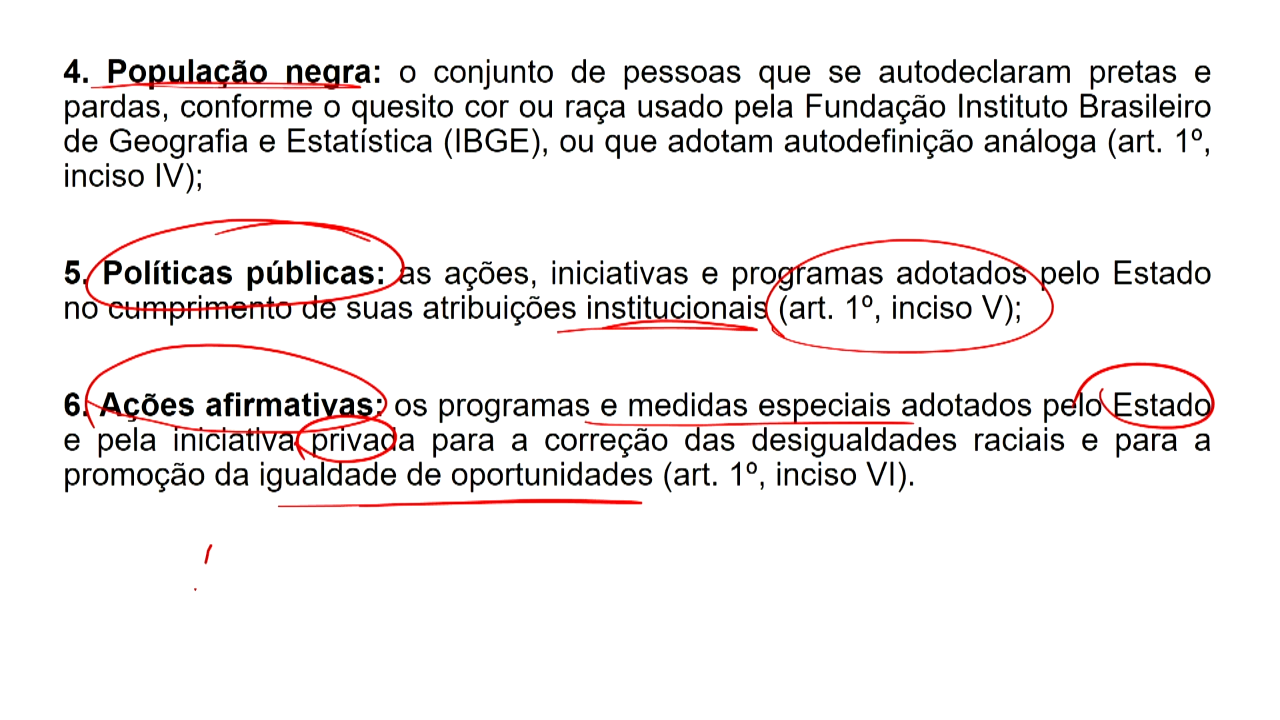 4. População negra: o conjunto de pessoas que se autodeclaram pretas e
pardas, conforme o quesito cor ou raça usado pela Fundação Instituto Brasileiro
de Geografia e Estatística (IBGE), ou que adotam autodefinição análoga (art. 1º,
inciso IV);
5. Políticas públicas: as ações, iniciativas e programas adotados pelo Estado
no cumprimento de suas atribuições institucionais (art. 1º, inciso V);
6. Ações afirmativas: os programas e medidas especiais adotados pelo Estado
e pela iniciativa privada para a correção das desigualdades raciais e para a
promoção da igualdade de oportunidades (art. 1º, inciso VI).